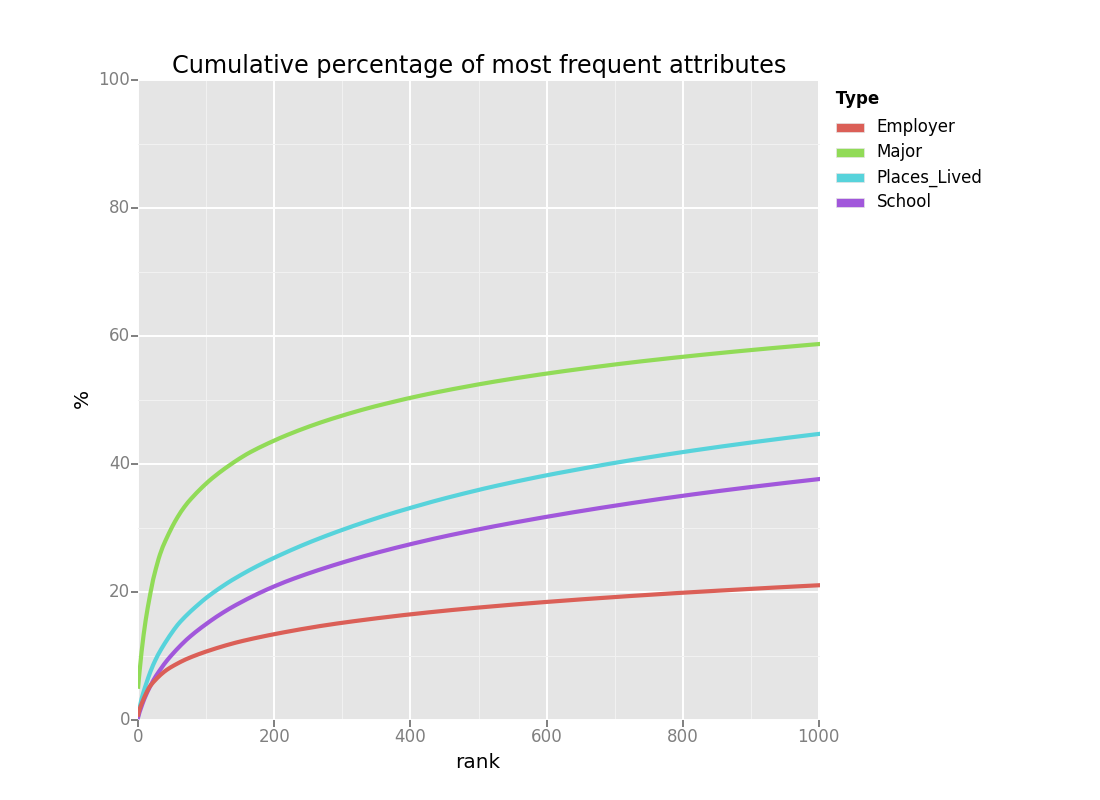 Cumulative percentage of most frequent attributes
100
80
60
40
20
0
%
0 200 400 600 800 1000
rank
Type
Employer
Major
Places_Lived
School